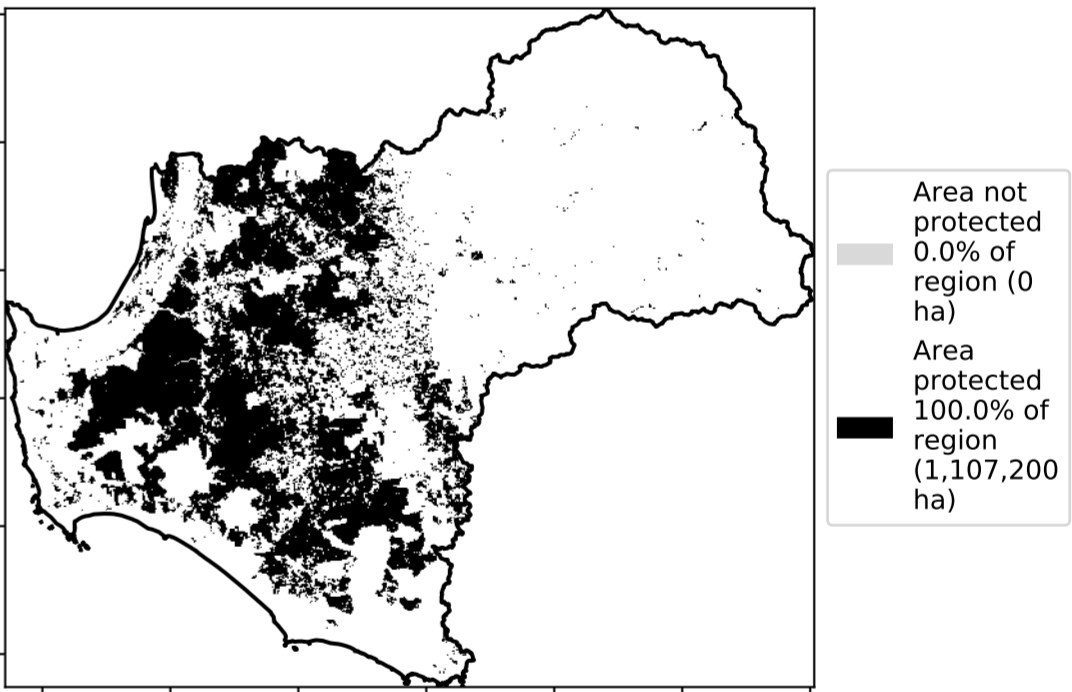 Area not
protected
0.0% of
region (0
ha)
Area
protected
100.0% of
region
(1,107,200
ha)